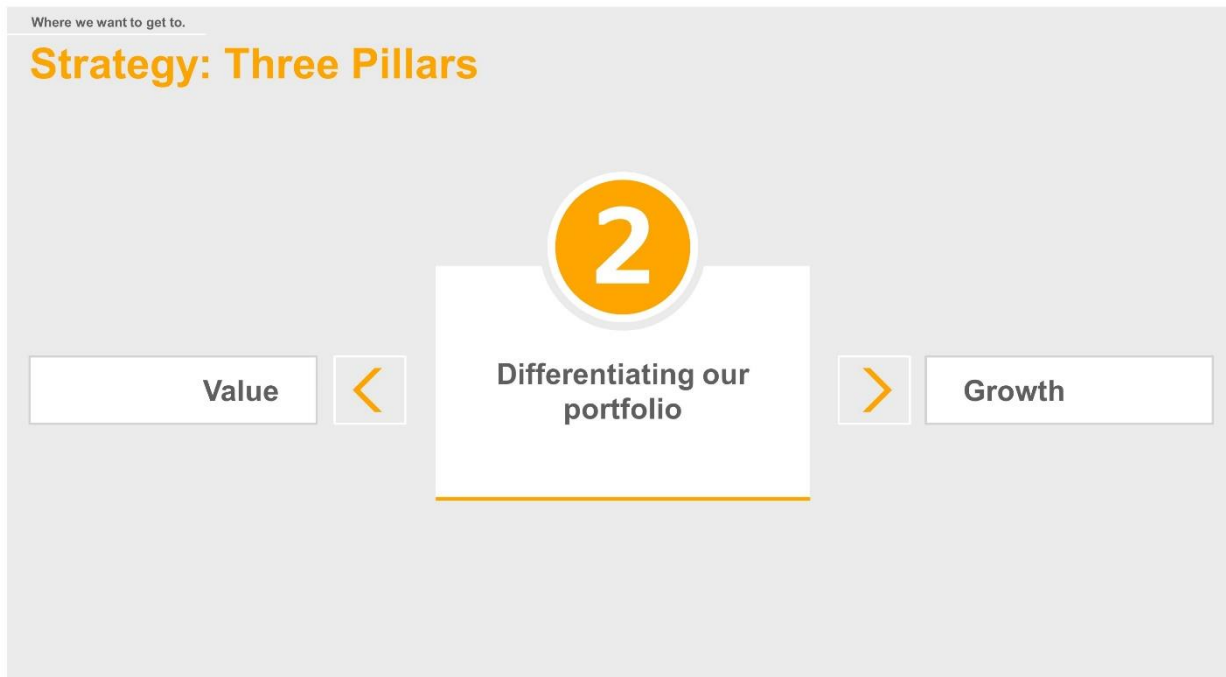 Where we want to get to.
Strategy: Three Pillars
2
Value
Differentiating our
portfolio
Growth